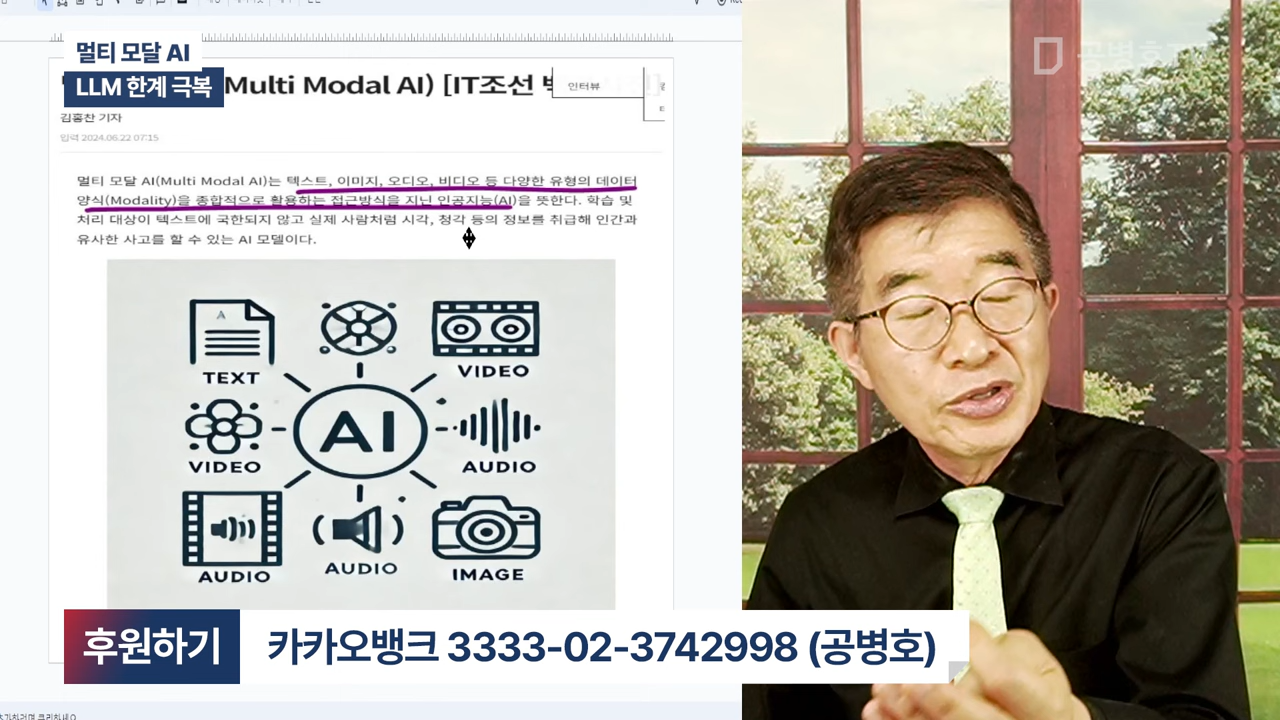 멀티 모달 AI
LLM 한계 극복
Multi Modal AI) [IT조선
인터뷰
김홍찬 기자
입력 2024.06.22 07:15
멀티 모달 AI(Multi Modal AI)는 텍스트, 이미지, 오디오, 비디오 등 다양한 유형의 데이터
양식(Modality)을 종합적으로 활용하는 접근방식을 지닌 인공지능(AI)을 뜻한다. 학습 및
처리 대상이 텍스트에 국한되지 않고 실제 사람처럼 시각, 청각 등의 정보를 취급해 인간과
유사한 사고를 할 수 있는 AI 모델이다.
A
TEXT
VIDEO
AI
VIDEO
AUDIO
AUDIO
AUDIO
IMAGE
후원하기
카카오뱅크 3333-02-3742998 (공병호)
공병호